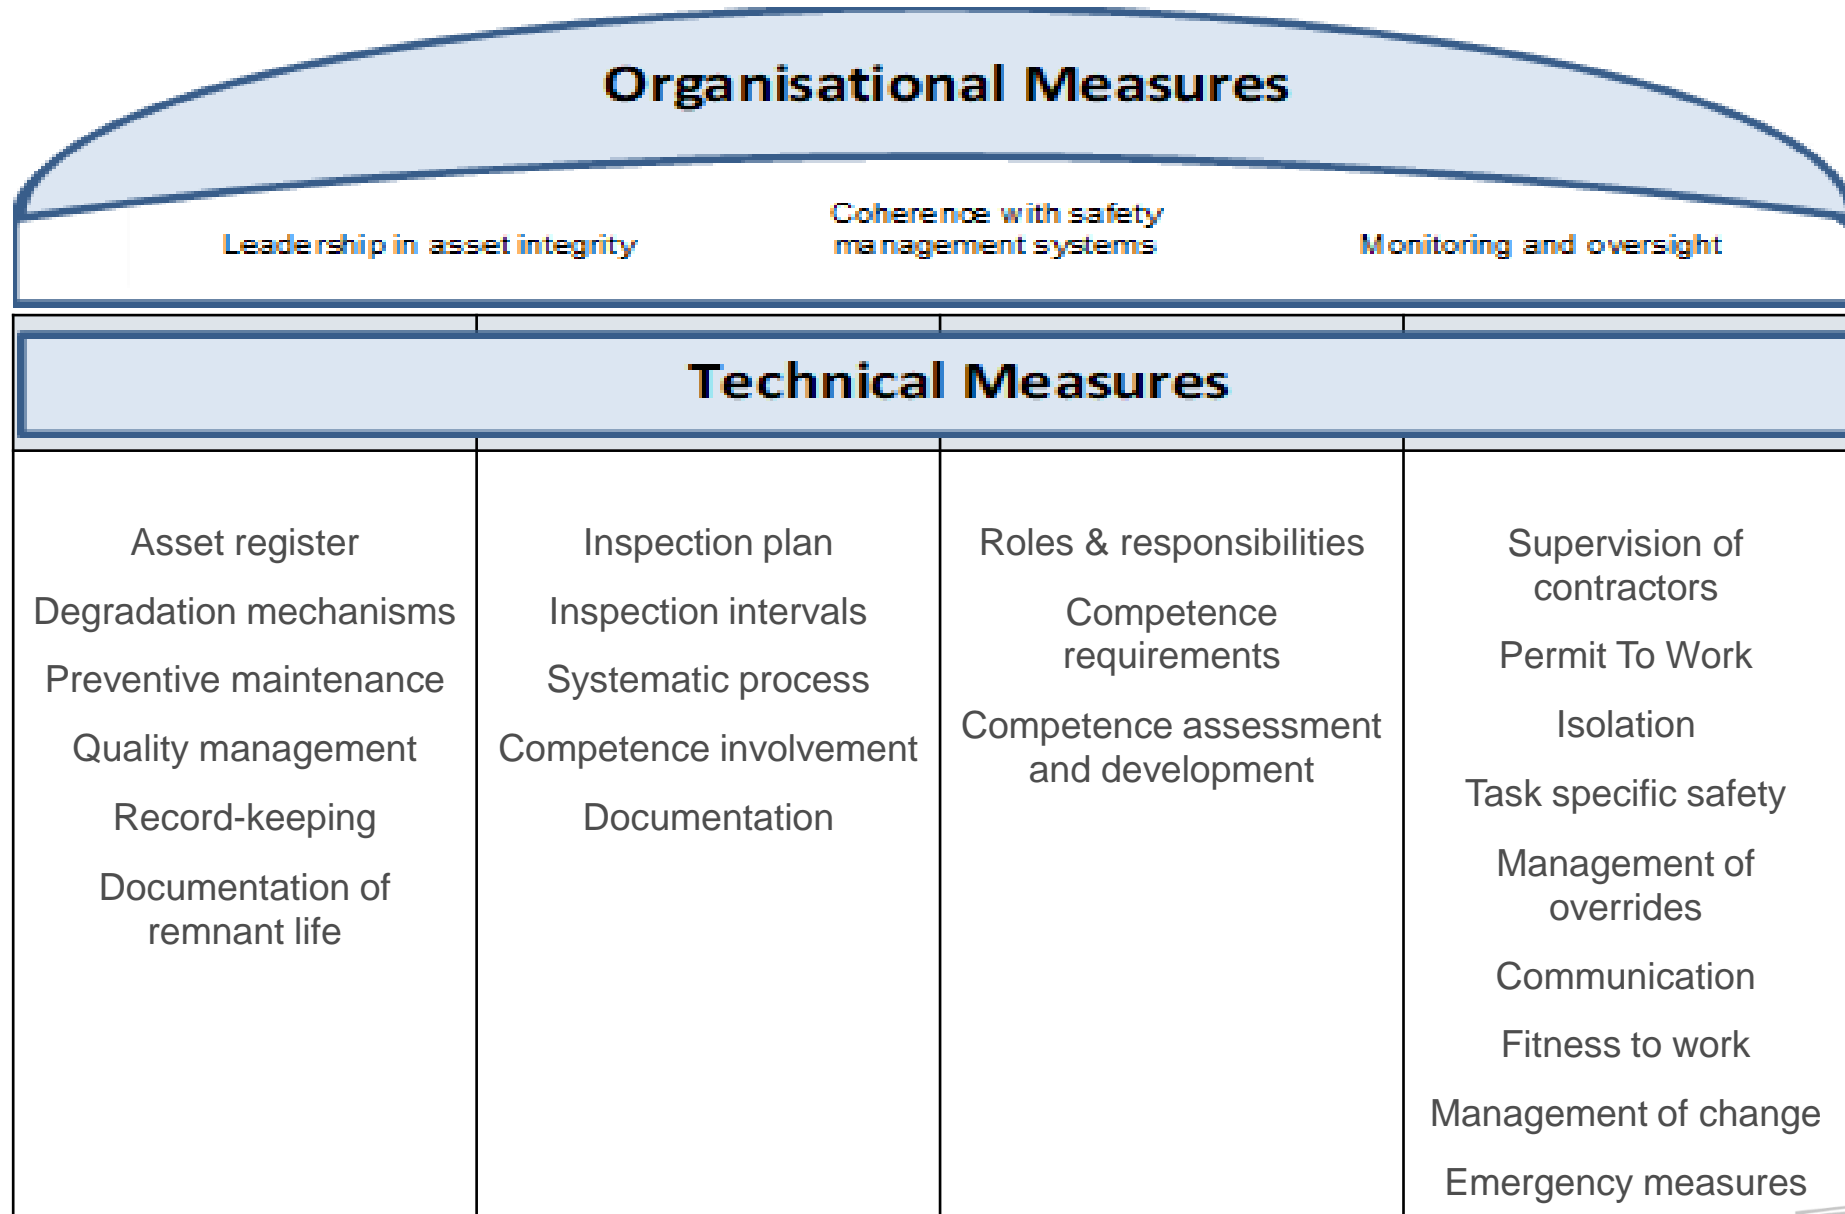 Organisational Measures
Leadership in asset integrity
Coherence with safety
management systems
Monitoring and oversight
Technical Measures
Asset register
Degradation mechanisms
Preventive maintenance
Quality management
Record-keeping
Documentation of
remnant life
Inspection plan
Inspection intervals
Systematic process
Competence involvement
Documentation
Roles & responsibilities
Competence
requirements
Competence assessment
and development
Supervision of
contractors
Permit To Work
Isolation
Task specific safety
Management of
overrides
Communication
Fitness to work
Management of change
Emergency measures